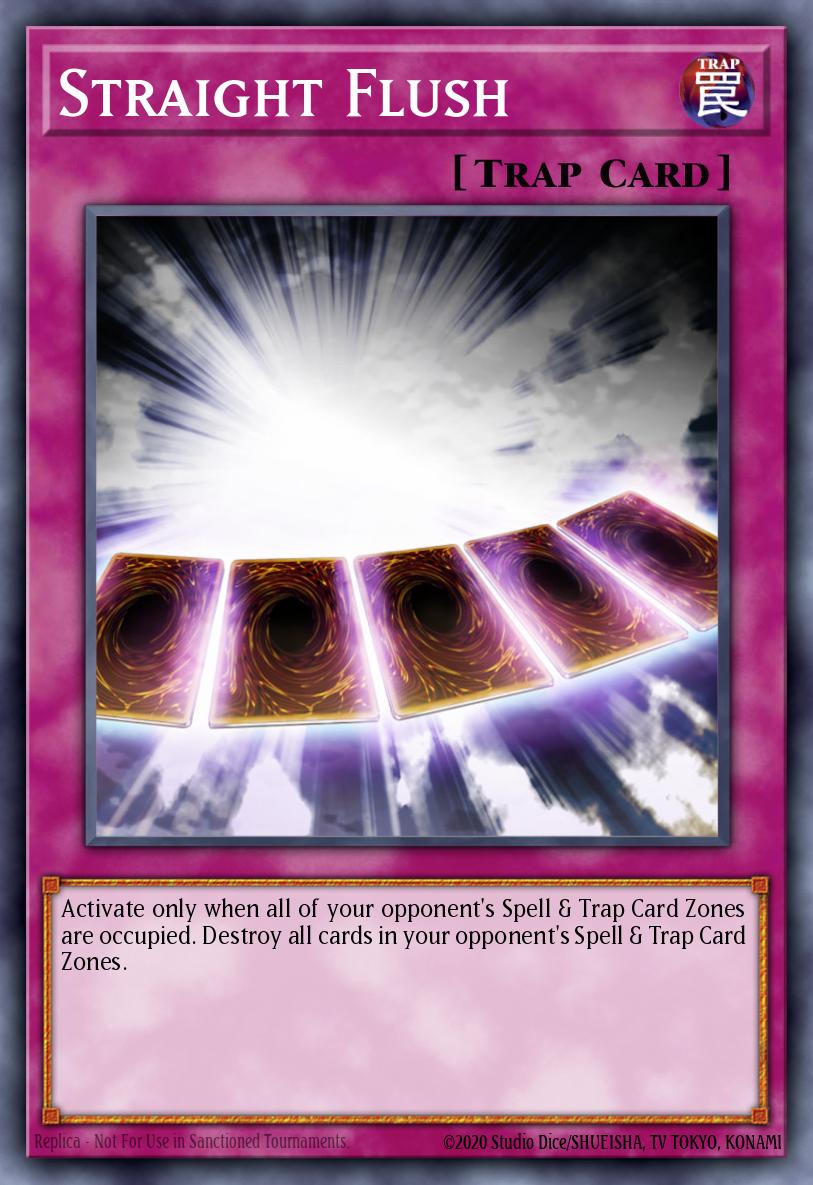 Straight Flush
TRAP
罠
[Trap Card]
Activate only when all of your opponent's Spell & Trap Card Zones
are occupied. Destroy all cards in your opponent's Spell & Trap Card
Zones.
Replica - Not For Use in Sanctioned Tournaments.
©2020 Studio Dice/SHUEISHA, TV TOKYO, KONAMI